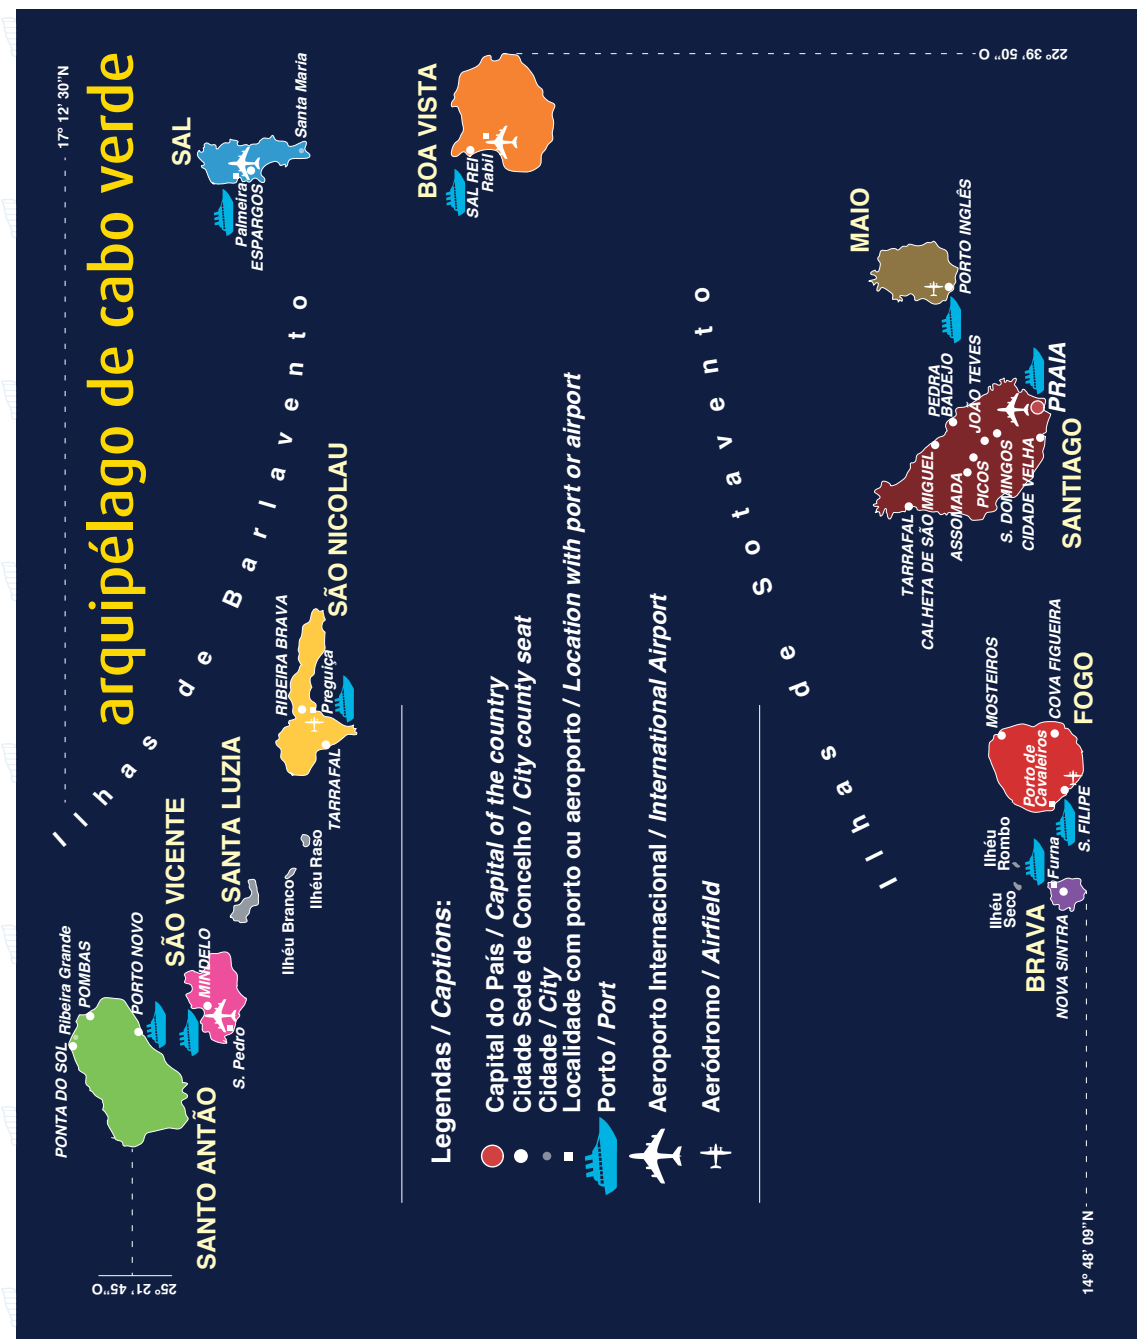 arquipélago de cabo verde
17º 12’ 30’’N
22º 39’ 50’’ O
25º 21’ 45’’O
14º 48’ 09’’N
Ilhas de Barlavento
SANTO ANTÃO
PONTA DO SOL
Ribeira Grande
POMBAS
PORTO NOVO
SÃO VICENTE
MINDELO
S. Pedro
SANTA LUZIA
Ilhéu Branco
Ilhéu Raso
SÃO NICOLAU
RIBEIRA BRAVA
Preguiça
TARRAFAL
SAL
Palmeira
ESPARGOS
Santa Maria
BOA VISTA
SAL REI
Rabil
Legendas / Captions:
Capital do País / Capital of the country
Cidade Sede de Concelho / City county seat
Cidade / City
Localidade com porto ou aeroporto / Location with port or airport
Porto / Port
Aeroporto Internacional / International Airport
Aeródromo / Airfield
Ilhas de Sotavento
MAIO
PORTO INGLÊS
SANTIAGO
TARRAFAL
CALHETA DE SÃO MIGUEL
PEDRA
BADEJO
ASSOMADA
JOÃO TEVES
PICOS
S. DOMINGOS
CIDADE VELHA
PRAIA
FOGO
MOSTEIROS
COVA FIGUEIRA
Porto de
Cavaleiros
S. FILIPE
BRAVA
Ilhéu
Seco
Ilhéu
Rombo
Furna
NOVA SINTRA